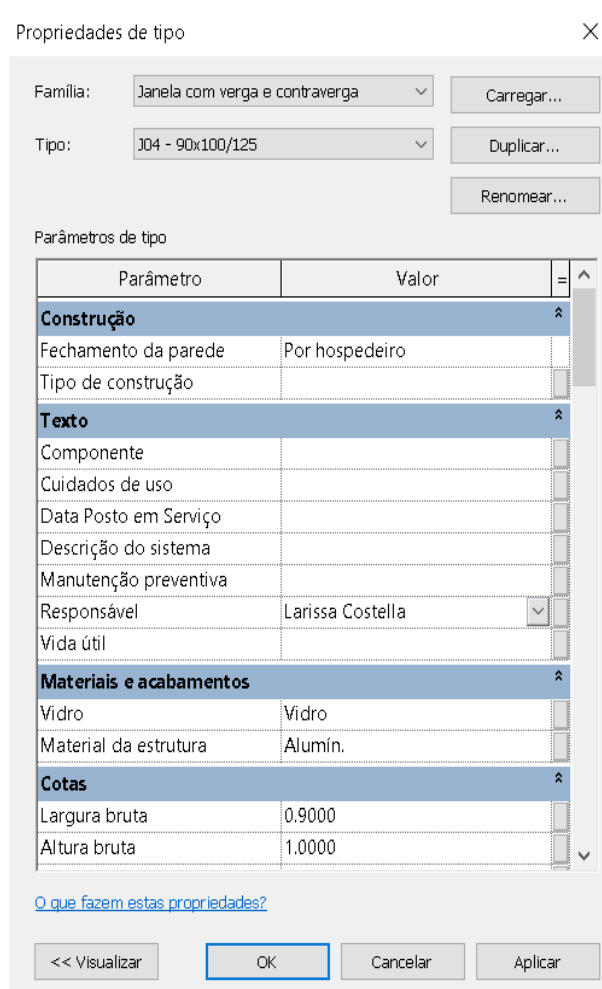 Propriedades de tipo
Família: Janela com verga e contraverga Carregar...
Tipo: J04 - 90x100/125 Duplicar...
Renomear...
Parâmetros de tipo
Parâmetro Valor =
Construção
Fechamento da parede Por hospedeiro
Tipo de construção
Texto
Componente
Cuidados de uso
Data Posto em Serviço
Descrição do sistema
Manutenção preventiva
Responsável Larissa Costella
Vida útil
Materiais e acabamentos
Vidro Vidro
Material da estrutura Alumín.
Cotas
Largura bruta 0.9000
Altura bruta 1.0000
O que fazem estas propriedades?
<< Visualizar OK Cancelar Aplicar